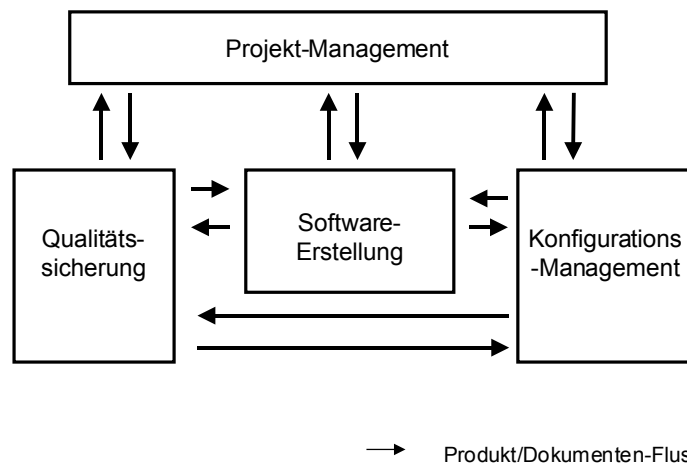 Projekt-Management
Qualitäts-
sicherung
Software-
Erstellung
Konfigurations
-Management
Produkt/Dokumenten-Flus